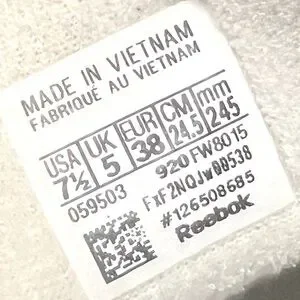 MADE IN VIETNAM
FABRIQUÉ AU VIETNAM
USA UK EUR CM mm
7½ 5 38 24.5 245
059503 920 FW8015
FxF2NQJw0D538
#126508685
Reebok